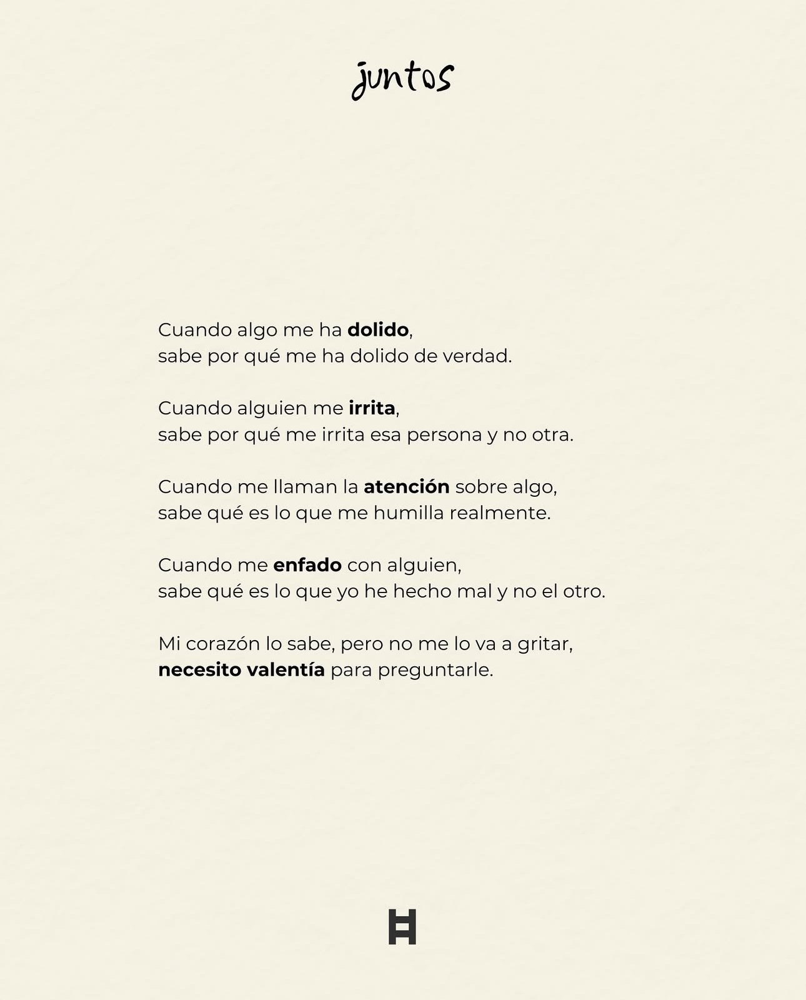 juntos
Cuando algo me ha dolido,
sabe por qué me ha dolido de verdad.
Cuando alguien me irrita,
sabe por qué me irrita esa persona y no otra.
Cuando me llaman la atención sobre algo,
sabe qué es lo que me humilla realmente.
Cuando me enfado con alguien,
sabe qué es lo que yo he hecho mal y no el otro.
Mi corazón lo sabe, pero no me lo va a gritar,
necesito valentía para preguntarle.